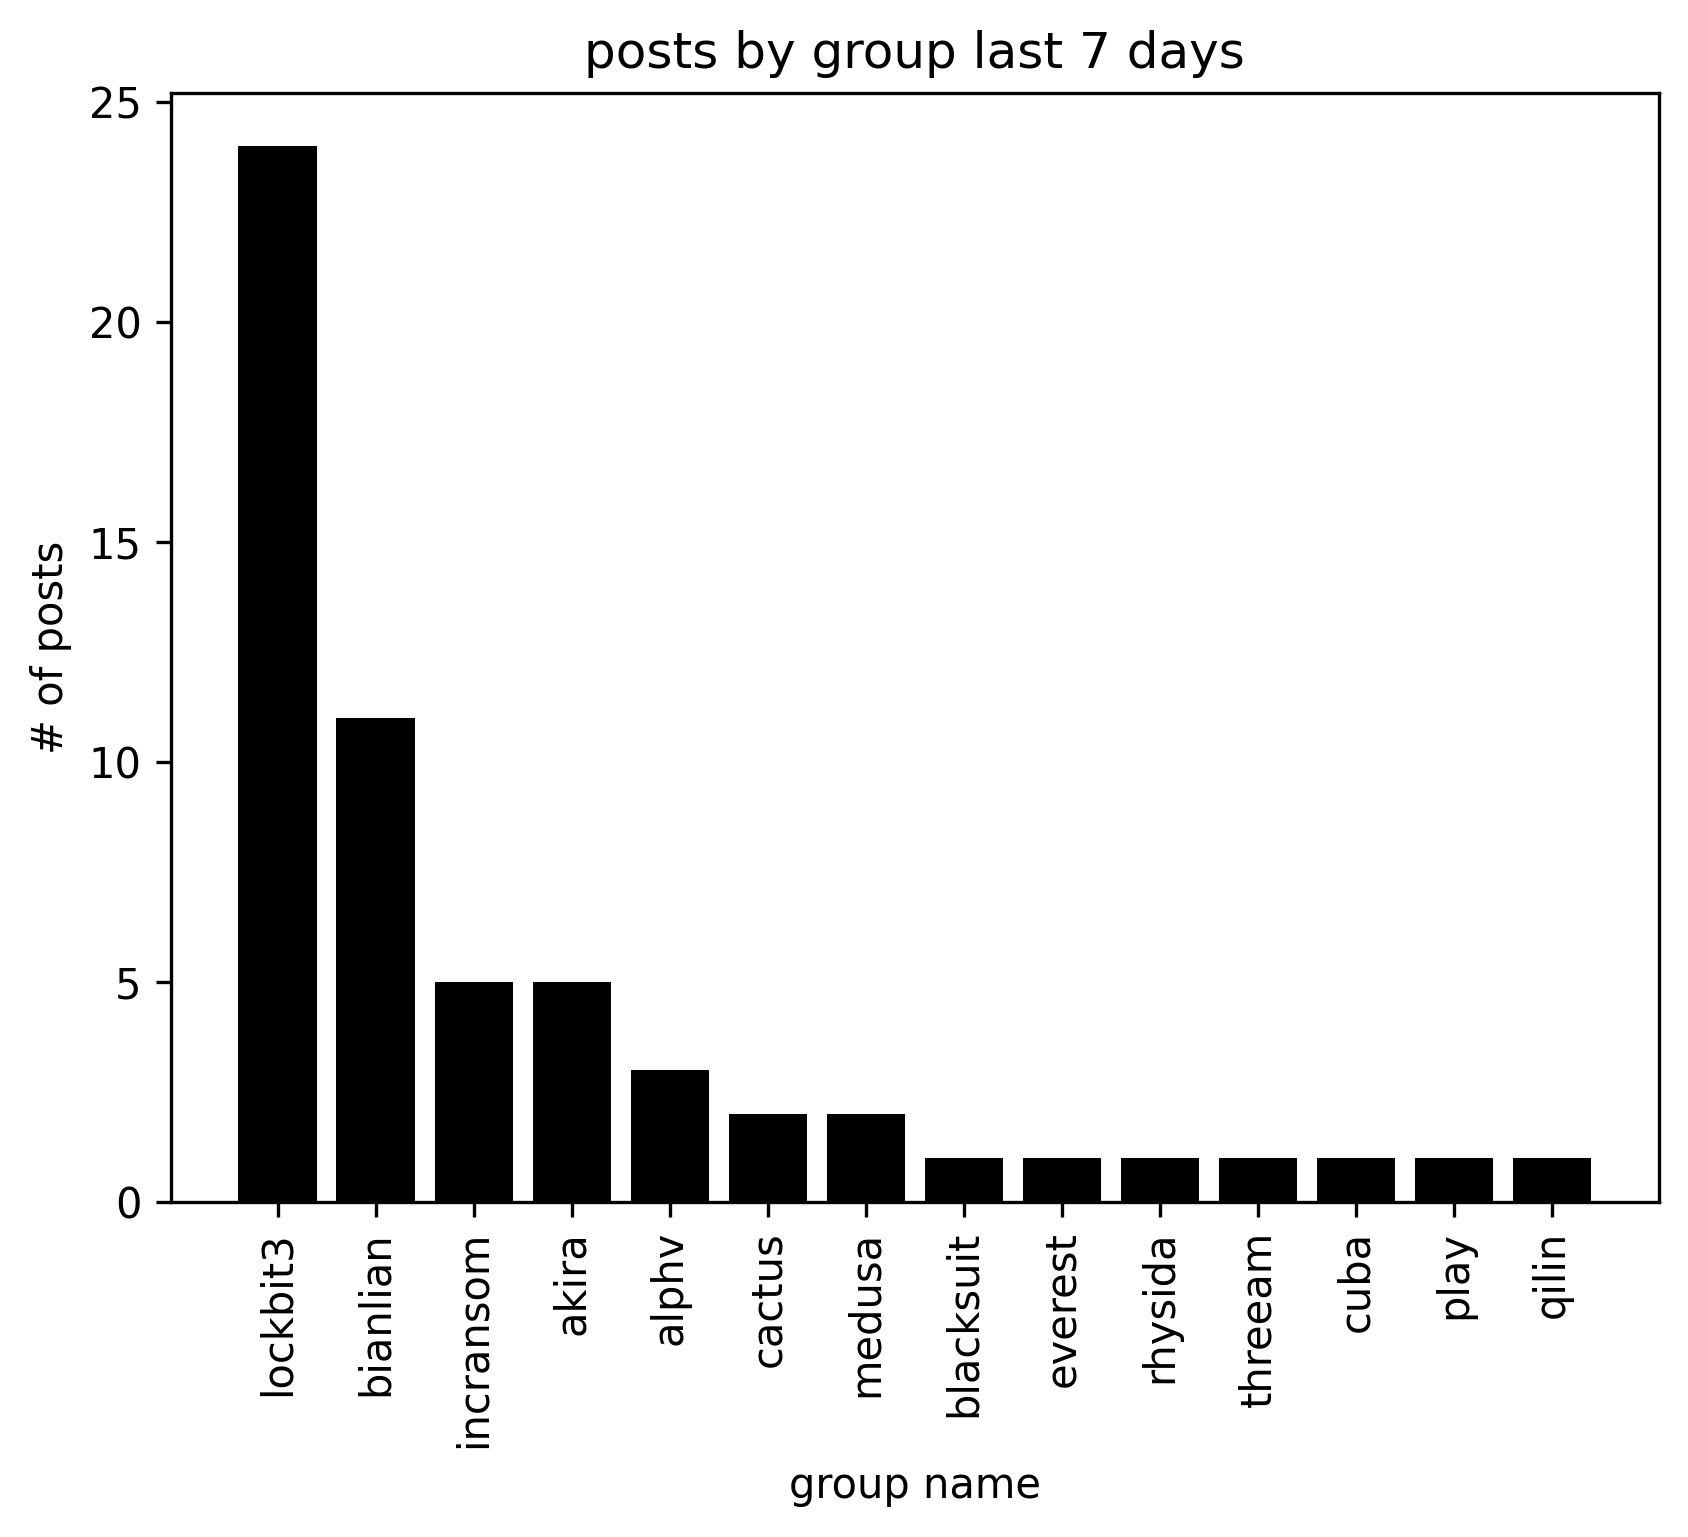 posts by group last 7 days
25
20
15
10
5
0
# of posts
lockbit3
bianlian
incransom
akira
alphv
cactus
medusa
blacksuit
everest
rhysida
threeam
cuba
play
qilin
group name